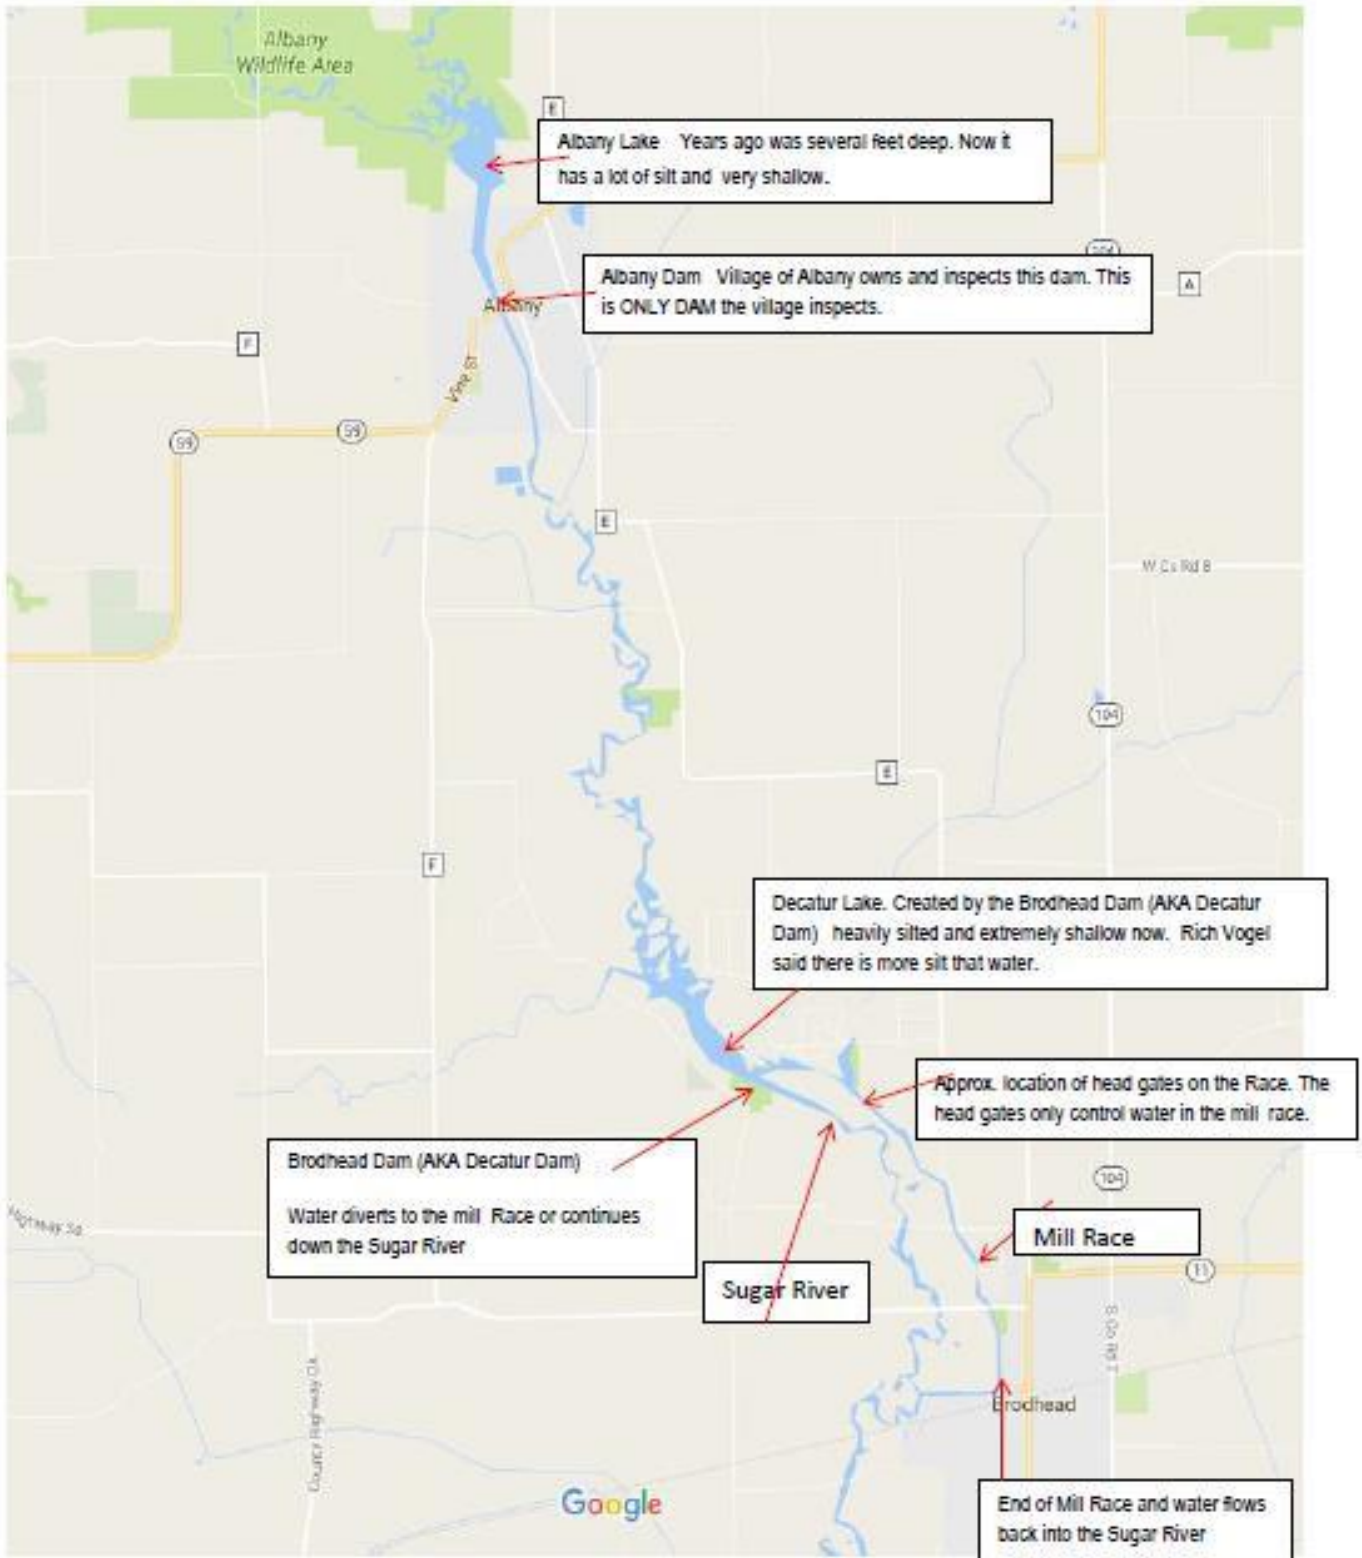 Albany
Wildlife Area
E
Albany Lake Years ago was several feet deep. Now it
has a lot of silt and very shallow.
104
Albany Dam Village of Albany owns and inspects this dam. This
is ONLY DAM the village inspects.
A
Albany
F
Vine St
59
59
E
W Co Rd B
104
E
F
Decatur Lake. Created by the Brodhead Dam (AKA Decatur
Dam) heavily silted and extremely shallow now. Rich Vogel
said there is more silt that water.
Approx. location of head gates on the Race. The
head gates only control water in the mill race.
Brodhead Dam (AKA Decatur Dam)
Water diverts to the mill Race or continues
down the Sugar River
104
Mill Race
Sugar River
11
S Co Rd T
County Highway Ok
Brodhead
Google
End of Mill Race and water flows
back into the Sugar River